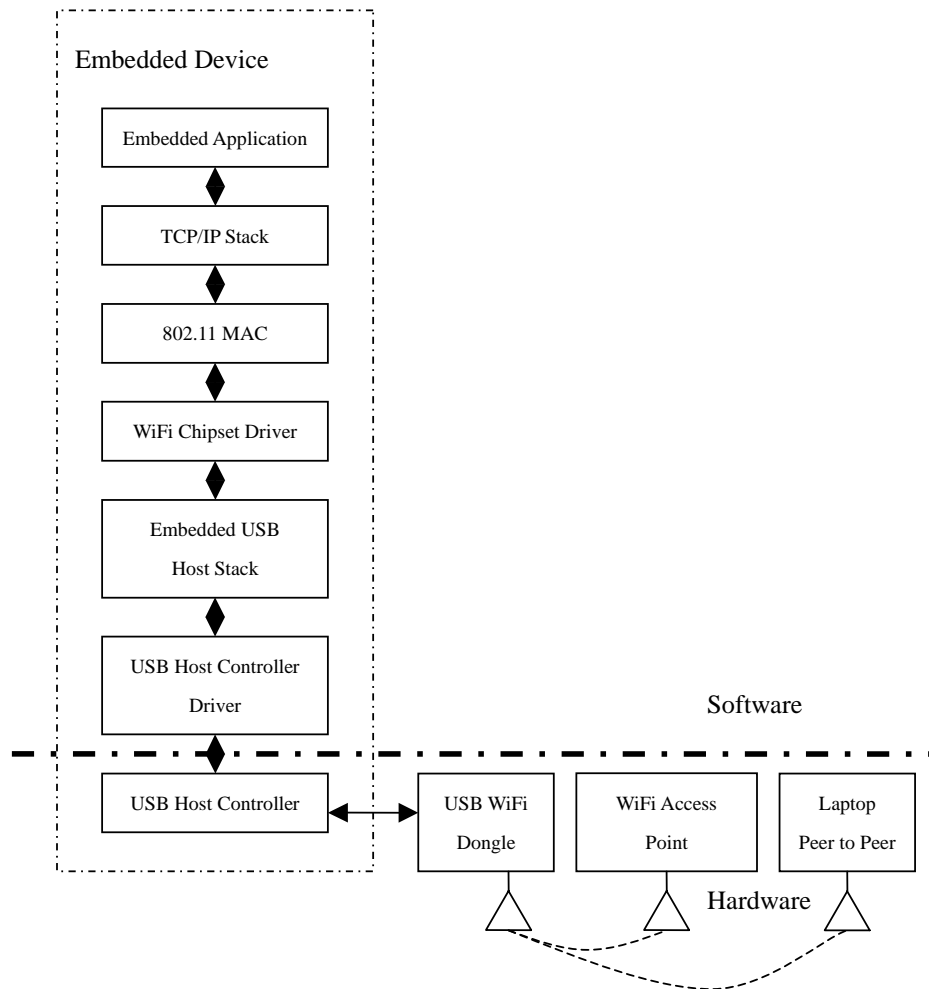 Embedded Device
Embedded Application
TCP/IP Stack
802.11 MAC
WiFi Chipset Driver
Embedded USB
Host Stack
USB Host Controller
Driver
Software
USB Host Controller
USB WiFi
Dongle
WiFi Access
Point
Laptop
Peer to Peer
Hardware